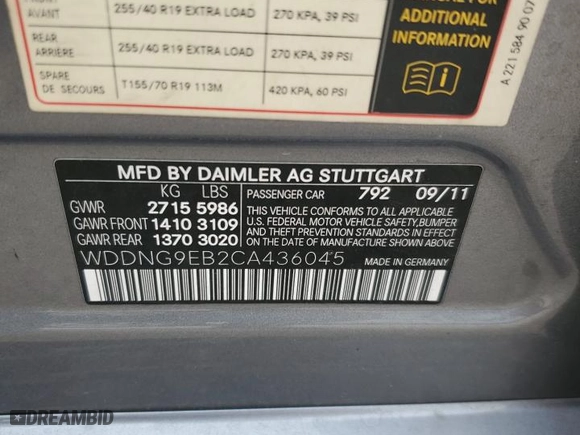 AVANT 255/40 R19 EXTRA LOAD 270 KPA, 39 PSI
REAR
ARRIÈRE 255/40 R19 EXTRA LOAD 270 KPA, 39 PSI
SPARE
DE SECOURS T155/70 R19 113M 420 KPA, 60 PSI
FOR
ADDITIONAL
INFORMATION
A 221 584 90 07
MFD BY DAIMLER AG STUTTGART
KG LBS PASSENGER CAR 792 09/11
GVWR 2715 5986
GAWR FRONT 1410 3109
GAWR REAR 1370 3020
THIS VEHICLE CONFORMS TO ALL APPLICABLE
U.S. FEDERAL MOTOR VEHICLE SAFETY, BUMPER,
AND THEFT PREVENTION STANDARDS IN EFFECT
ON THE DATE OF MANUFACTURE SHOWN ABOVE.
WDDNG9EB2CA436045 MADE IN GERMANY
© DREAMBID